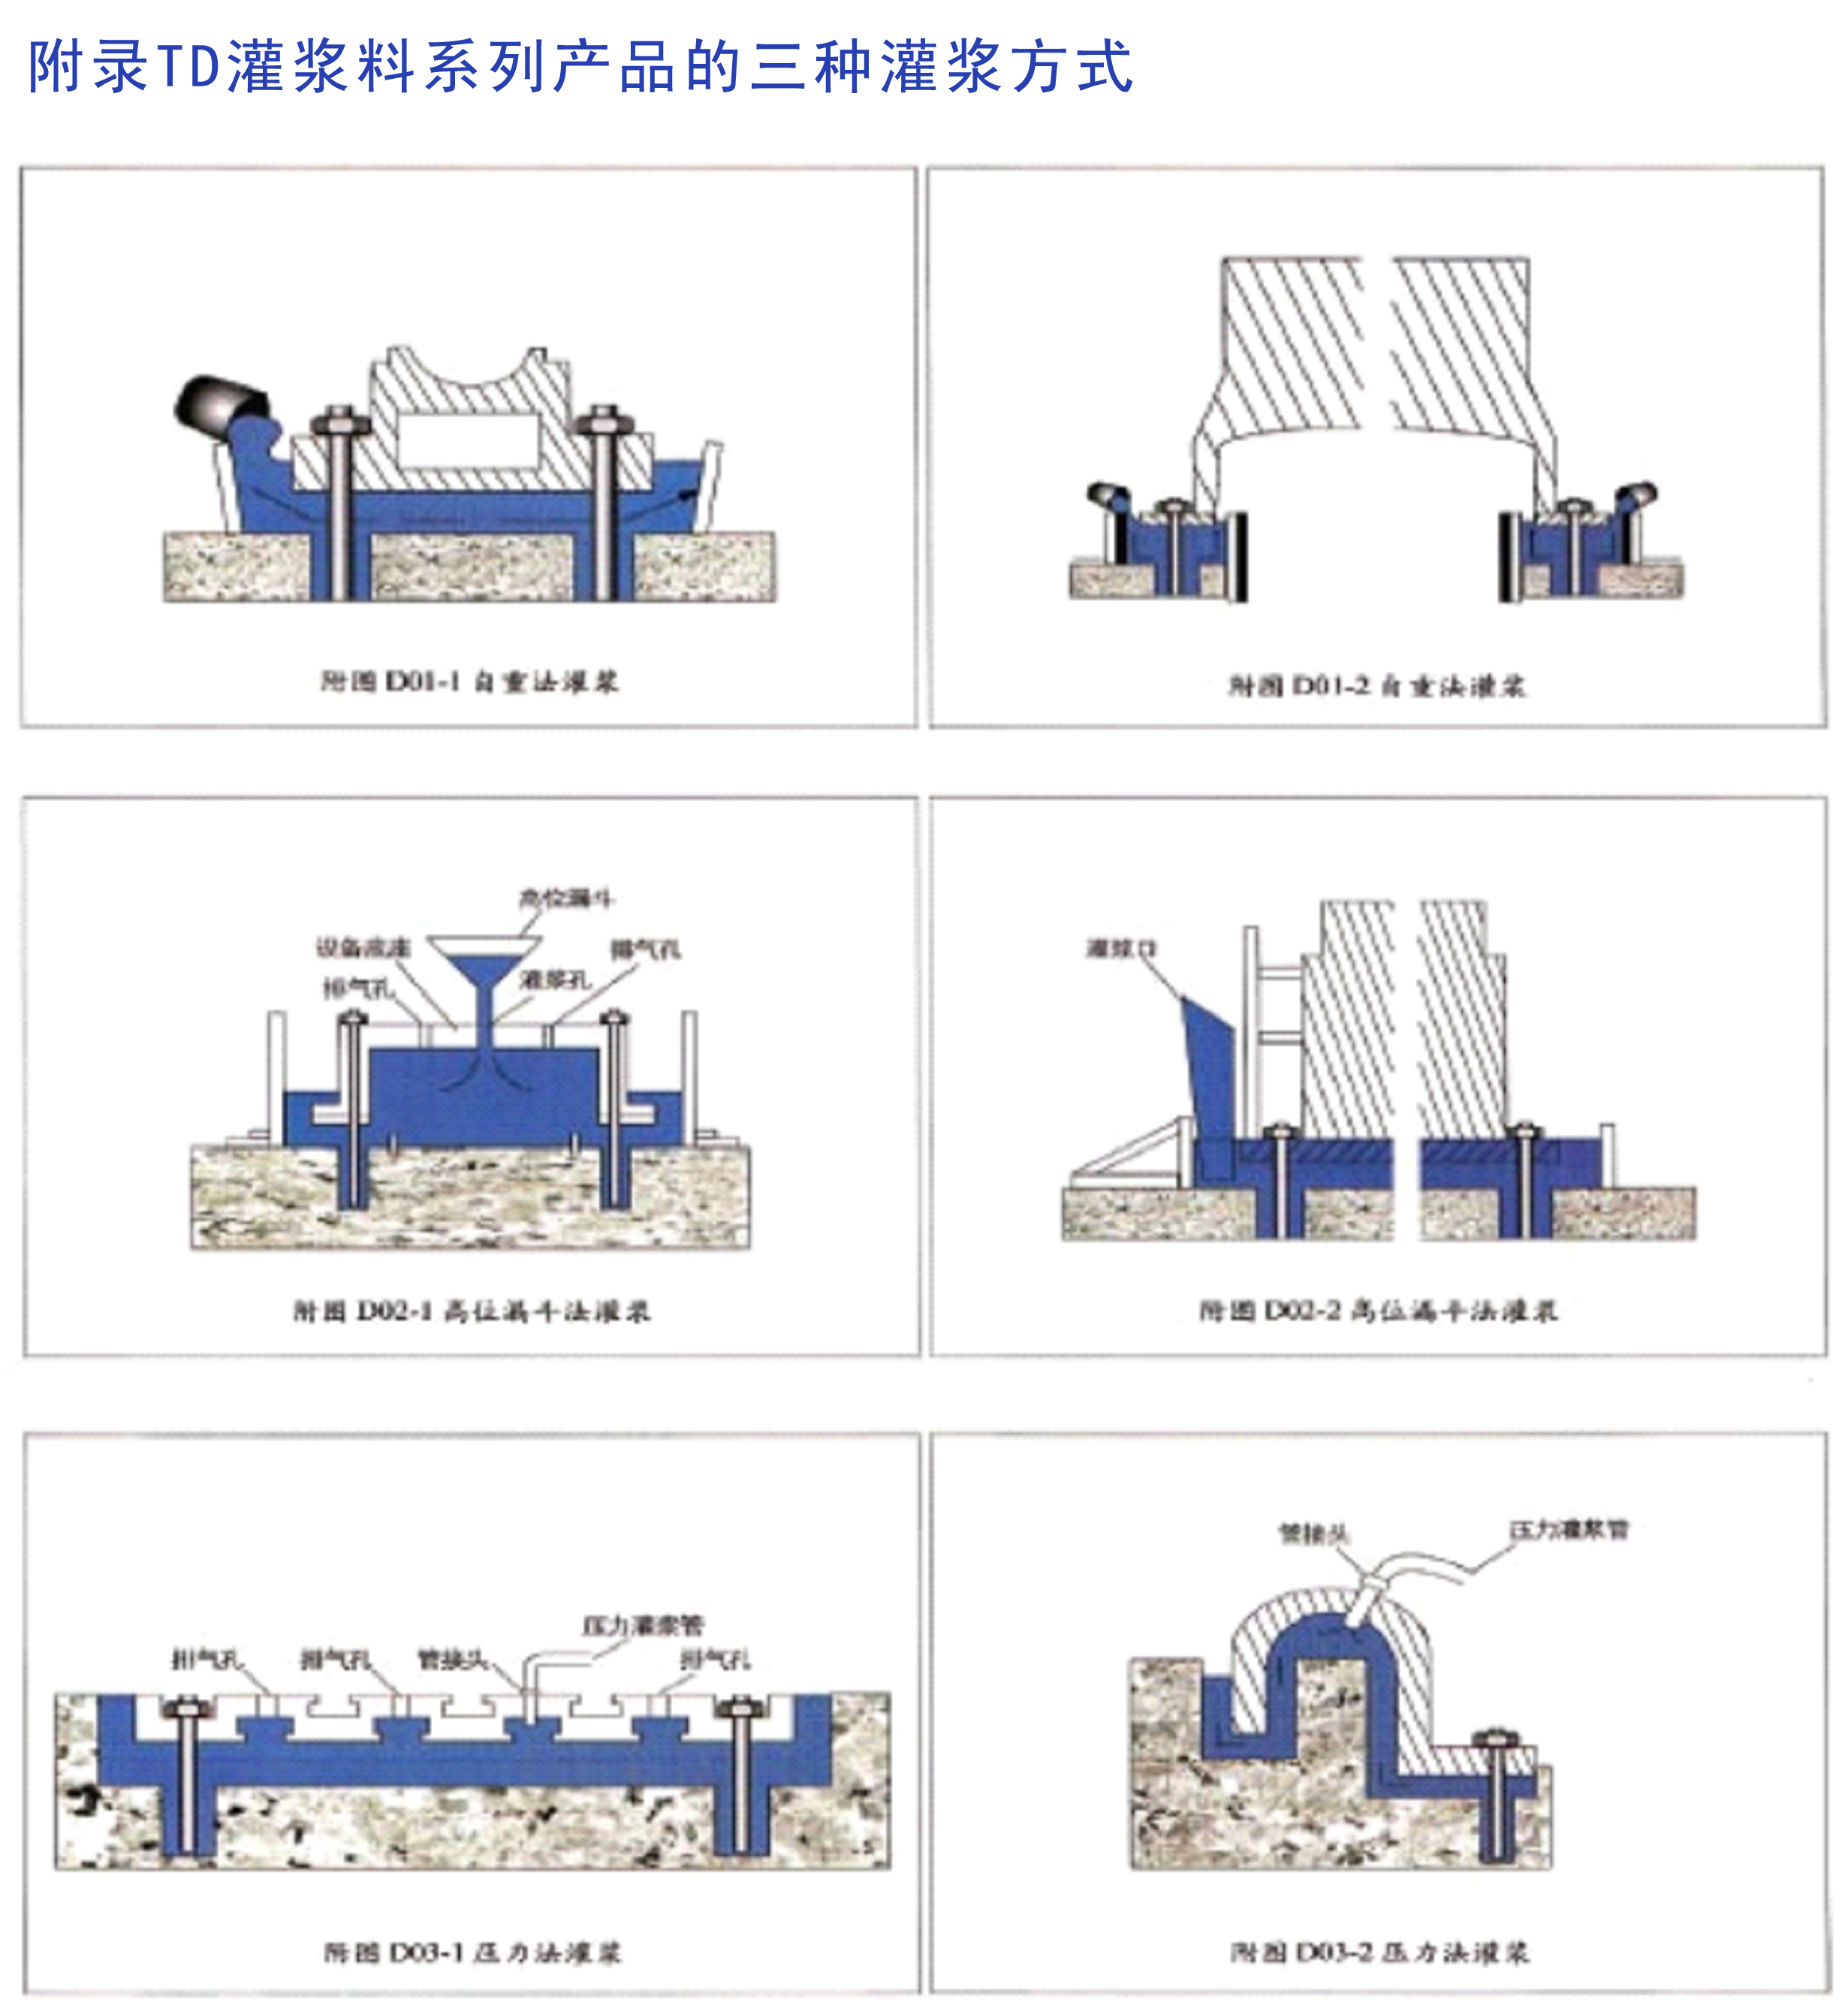 附录TD灌浆料系列产品的三种灌浆方式
附图 D01-1 自重法灌浆
附图 D01-2 自重法灌浆
高位漏斗
设备底座
排气孔
排气孔
灌浆孔
附图 D02-1 高位漏斗法灌浆
灌浆口
附图 D02-2 高位漏斗法灌浆
压力灌浆管
排气孔
排气孔
管接头
排气孔
附图 D03-1 压力法灌浆
管接头
压力灌浆管
附图 D03-2 压力法灌浆